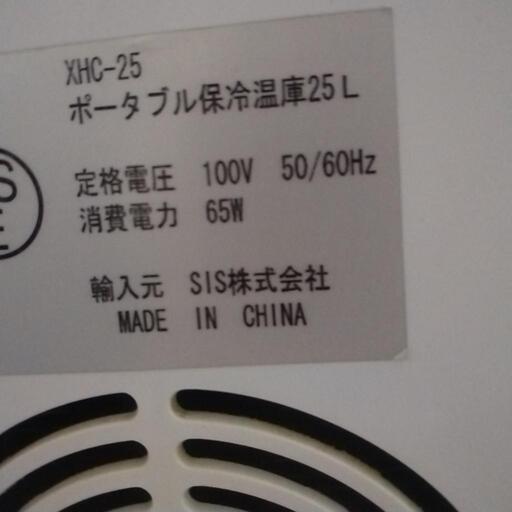 XHC-25
ポータブル保冷温庫25L
定格電圧 100V 50/60Hz
消費電力 65W
輸入元 SIS株式会社
MADE IN CHINA
S
E